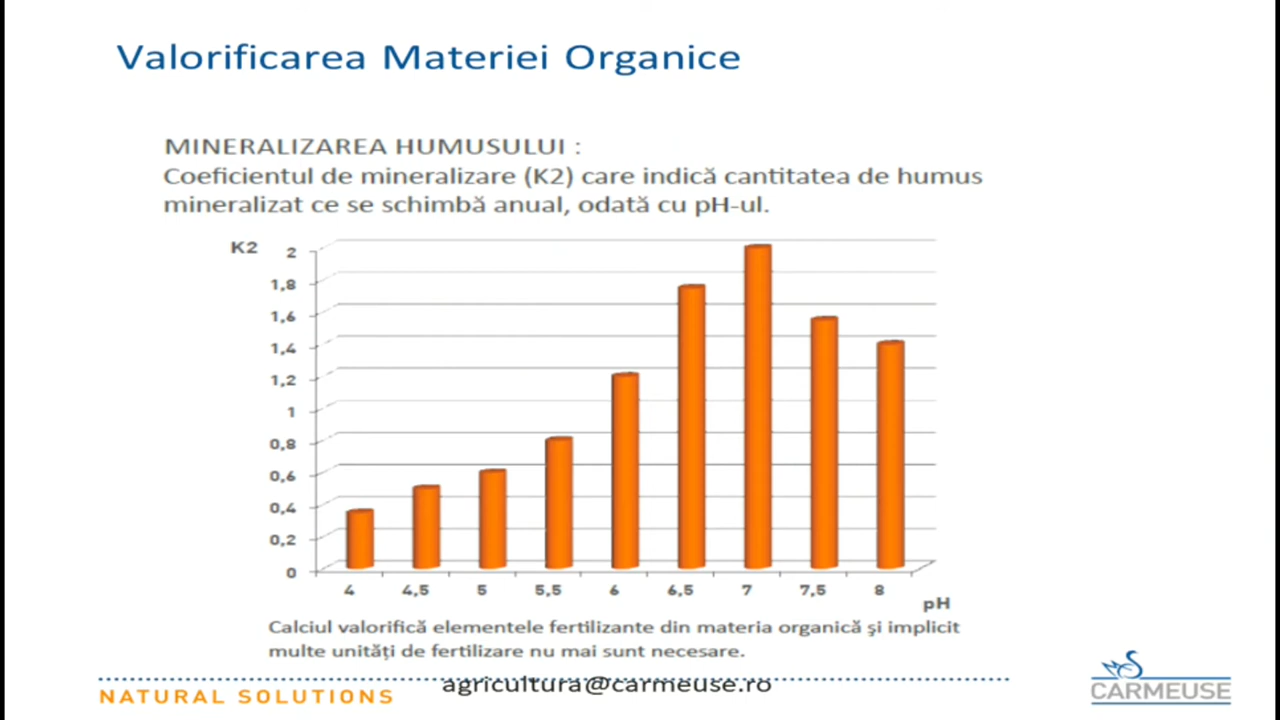 Valorificarea Materiei Organice
MINERALIZAREA HUMUSULUI :
Coeficientul de mineralizare (K2) care indică cantitatea de humus
mineralizat ce se schimbă anual, odată cu pH-ul.
K2
2
1,8
1,6
1,4
1,2
1
0,8
0,6
0,4
0,2
0
4 4,5 5 5,5 6 6,5 7 7,5 8
pH
Calciul valorifică elementele fertilizante din materia organică şi implicit
multe unități de fertilizare nu mai sunt necesare.
agricultura@carmeuse.ro
NATURAL SOLUTIONS
CARMEUSE